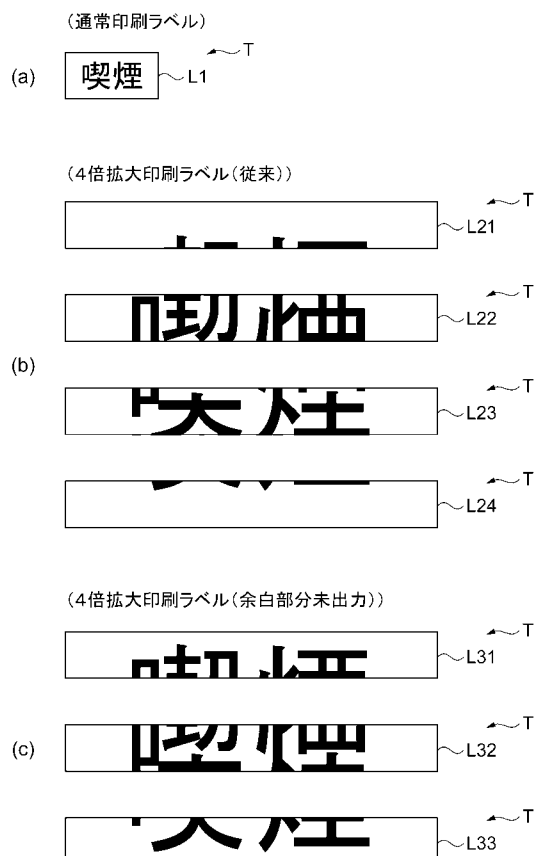 (通常印刷ラベル)
T
(a) 喫煙 L1
(4倍拡大印刷ラベル(従来))
T
L21
T
L22
(b)
T
L23
T
L24
(4倍拡大印刷ラベル(余白部分未出力))
T
L31
T
L32
(c)
T
L33